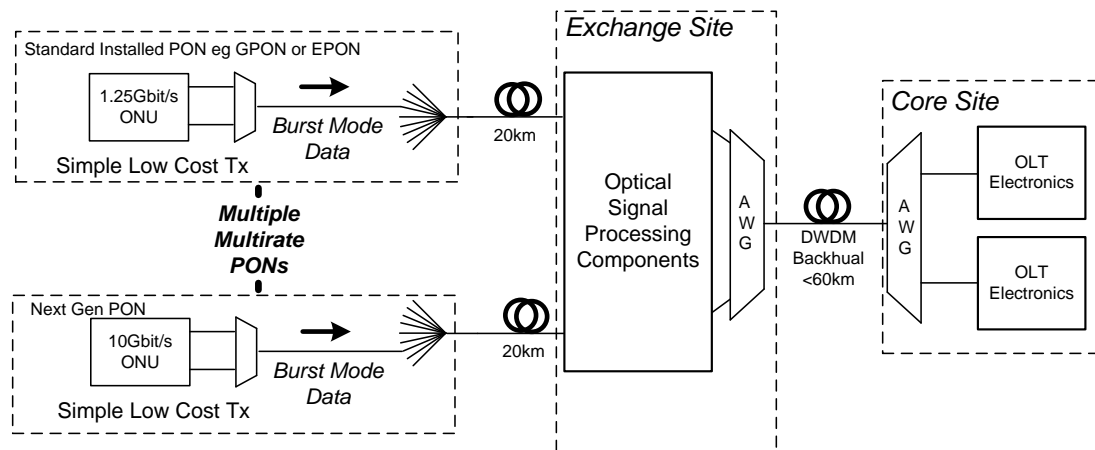 Standard Installed PON eg GPON or EPON
1.25Gbit/s
ONU
Burst Mode
Data
Simple Low Cost Tx
20km
Multiple
Multirate
PONs
Next Gen PON
10Gbit/s
ONU
Burst Mode
Data
Simple Low Cost Tx
20km
Exchange Site
Optical
Signal
Processing
Components
A
W
G
DWDM
Backhual
<60km
Core Site
A
W
G
OLT
Electronics
OLT
Electronics